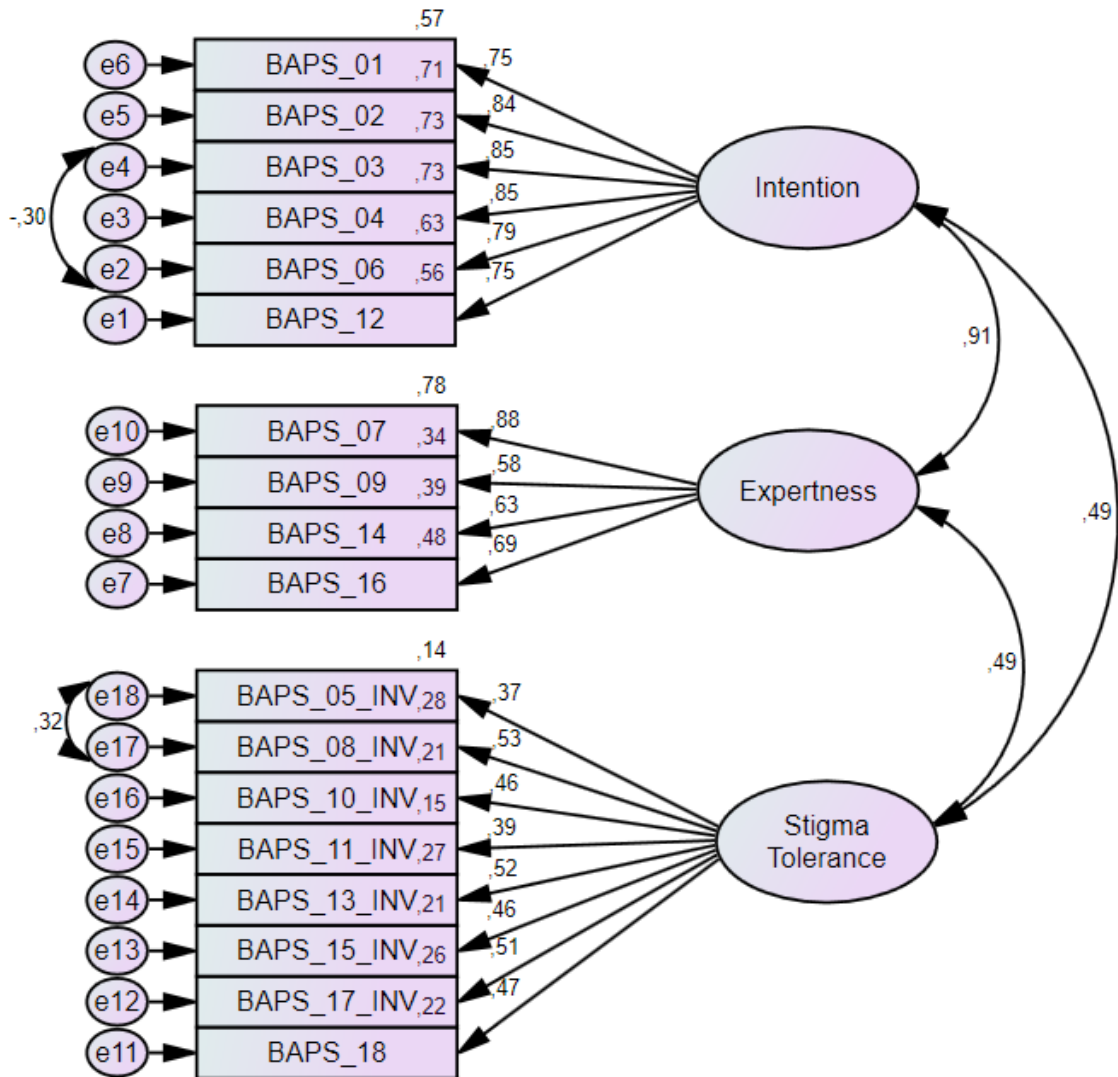 ,57
e6 BAPS_01 ,71 ,75
e5 BAPS_02 ,73 ,84
e4 BAPS_03 ,73 ,85
Intention
-,30
e3 BAPS_04 ,63 ,85
e2 BAPS_06 ,56 ,79
e1 BAPS_12 ,75
,91
,78
e10 BAPS_07 ,34 ,88
e9 BAPS_09 ,39 ,58
Expertness
e8 BAPS_14 ,48 ,63
e7 BAPS_16 ,69
,49
,49
,14
e18 BAPS_05_INV ,28 ,37
,32
e17 BAPS_08_INV ,21 ,53
e16 BAPS_10_INV ,15 ,46
e15 BAPS_11_INV ,27 ,39
Stigma
Tolerance
e14 BAPS_13_INV ,21 ,52
e13 BAPS_15_INV ,26 ,46
e12 BAPS_17_INV ,22 ,51
e11 BAPS_18 ,47